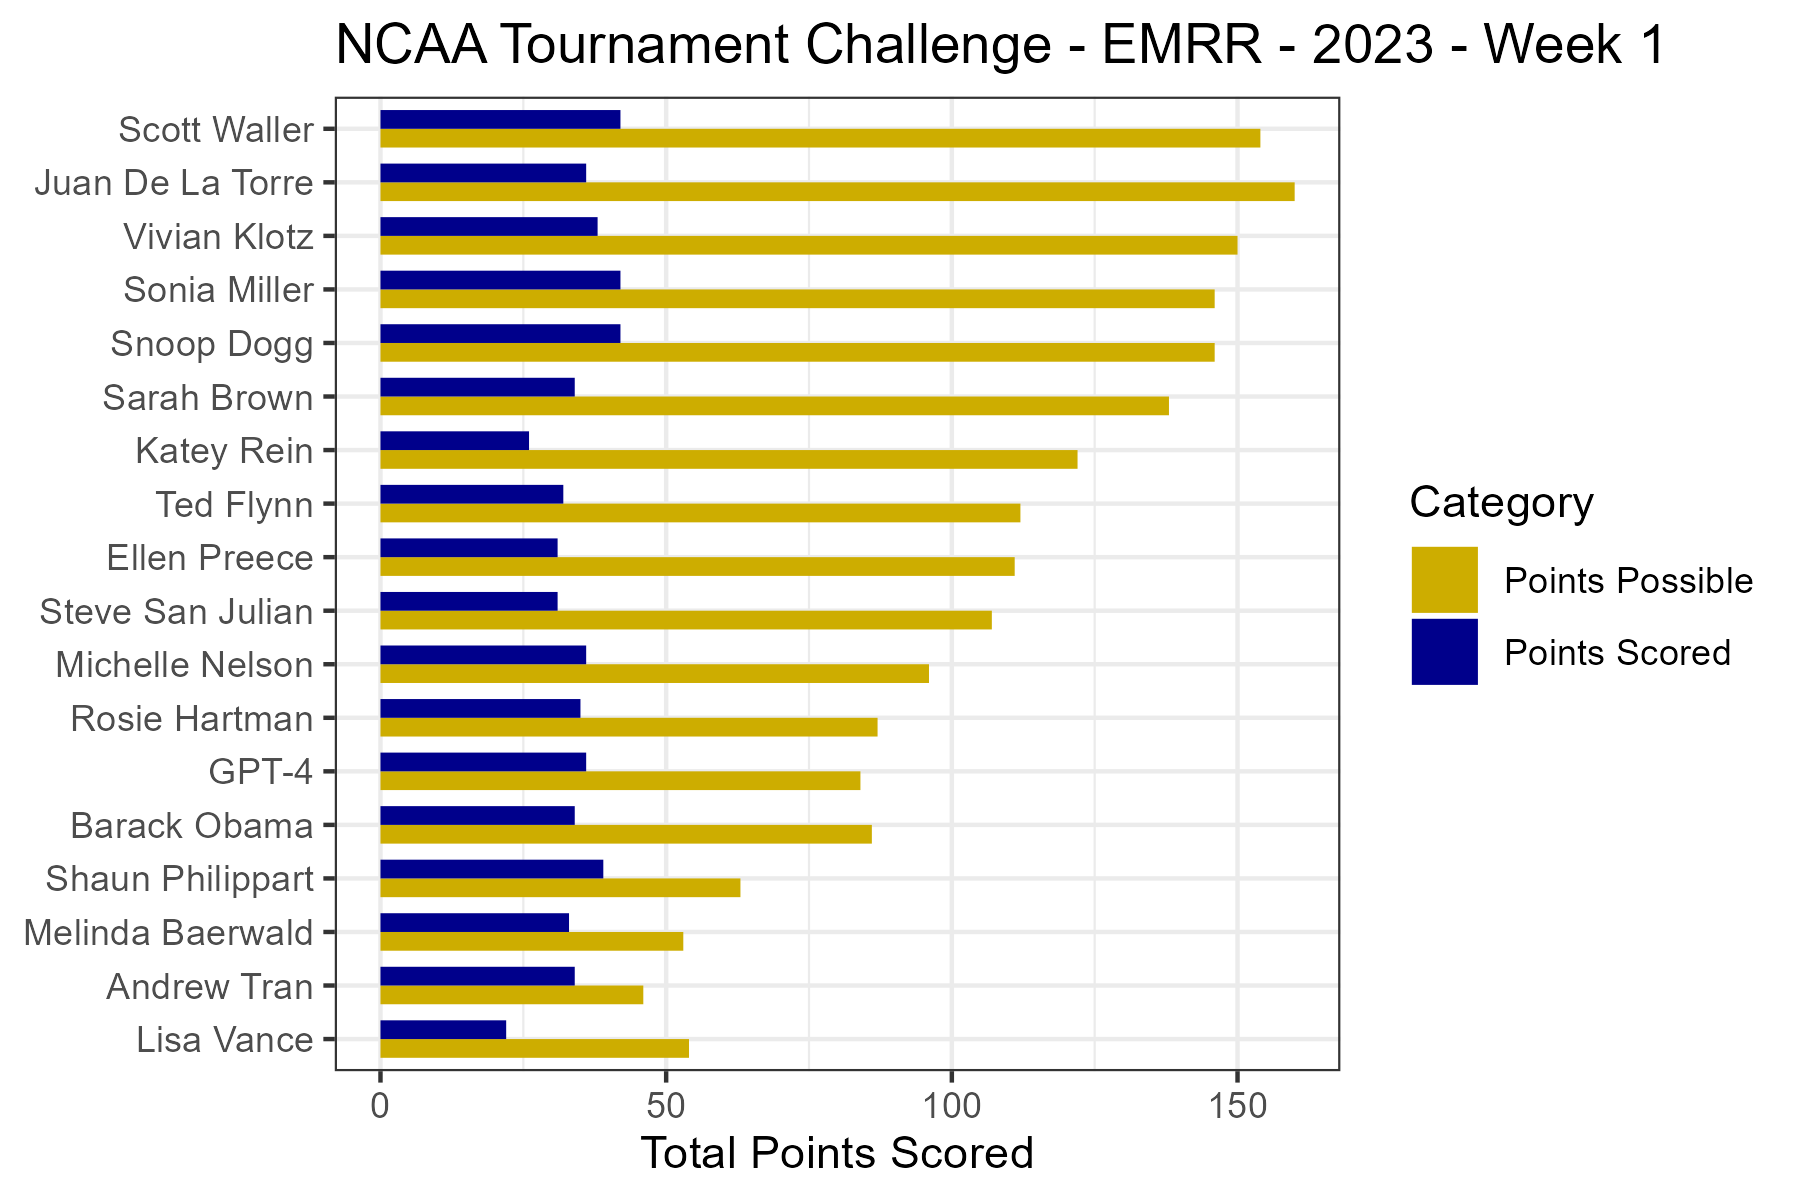 NCAA Tournament Challenge - EMRR - 2023 - Week 1
Scott Waller
Juan De La Torre
Vivian Klotz
Sonia Miller
Snoop Dogg
Sarah Brown
Katey Rein
Ted Flynn
Ellen Preece
Steve San Julian
Michelle Nelson
Rosie Hartman
GPT-4
Barack Obama
Shaun Philippart
Melinda Baerwald
Andrew Tran
Lisa Vance
0 50 100 150
Total Points Scored
Category
Points Possible
Points Scored